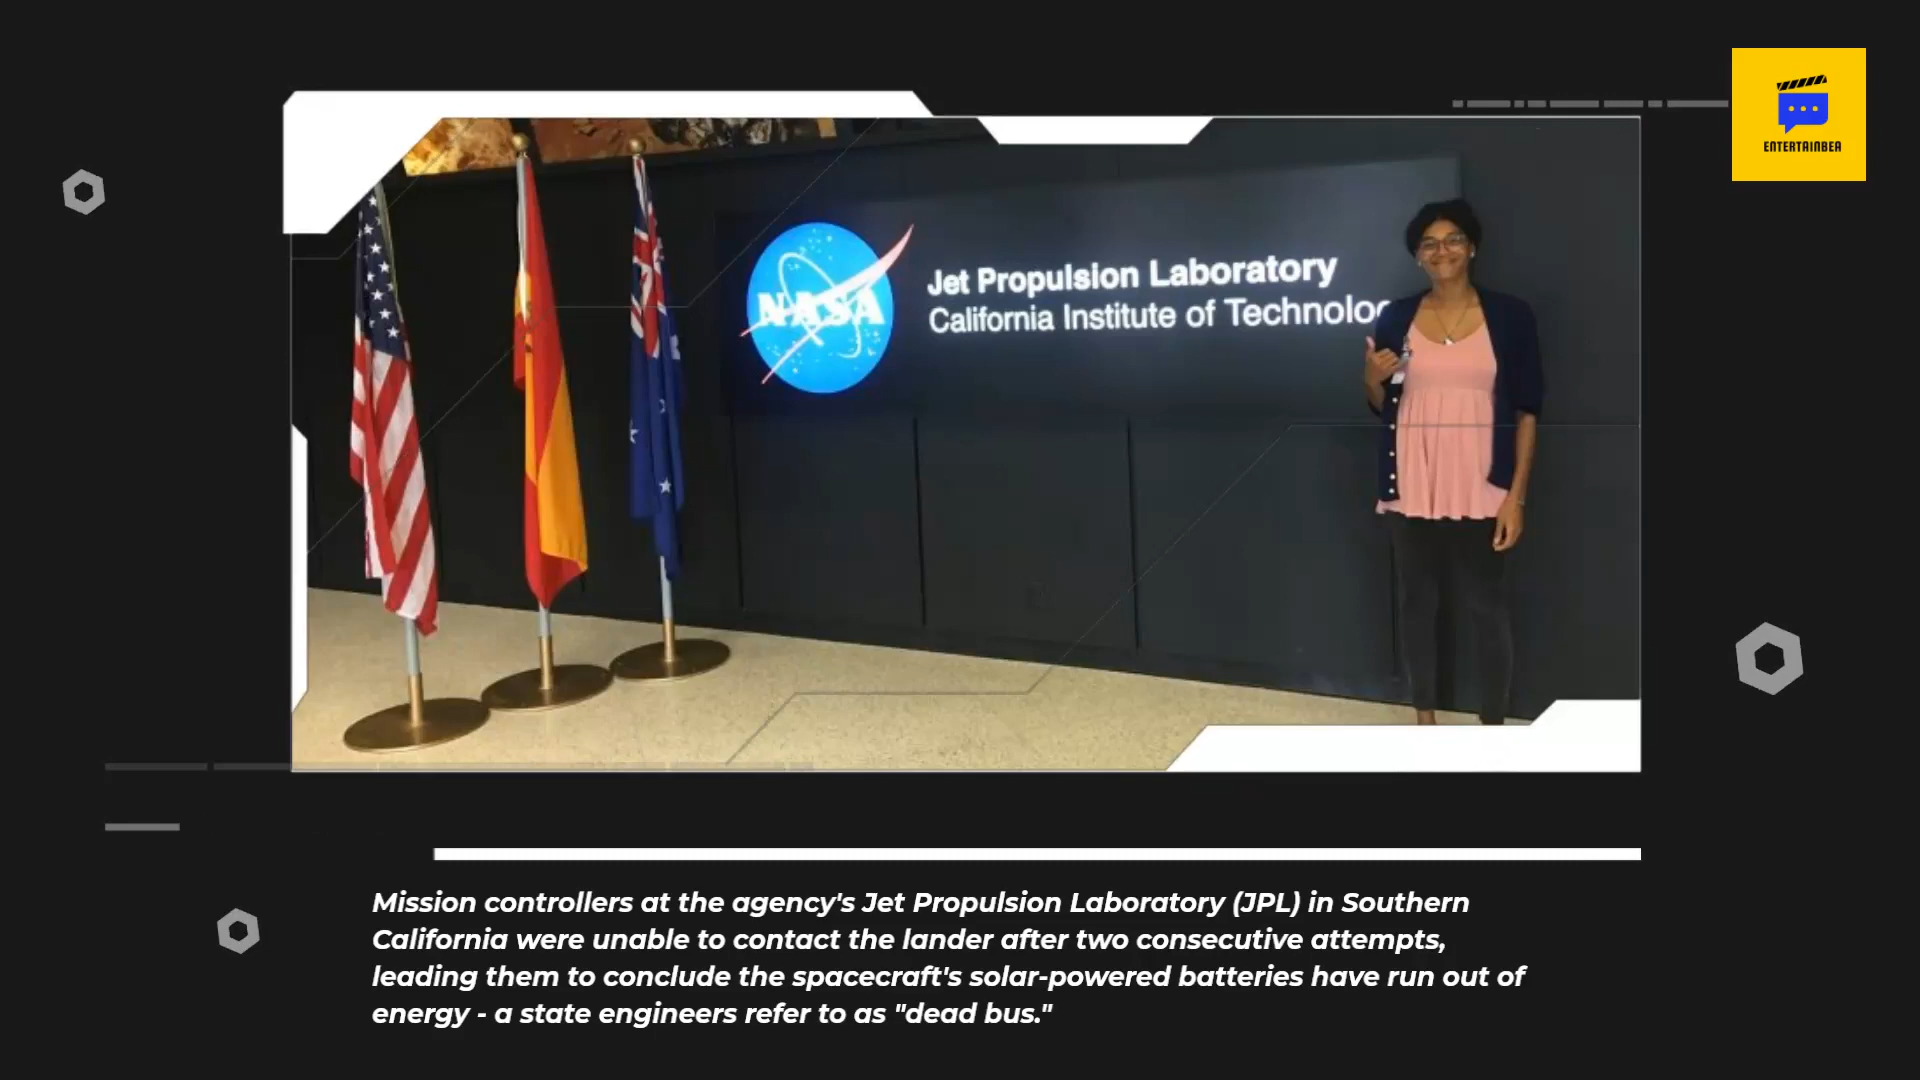 ENTERTAINBEA
NASA
Jet Propulsion Laboratory
California Institute of Technolog
Mission controllers at the agency's Jet Propulsion Laboratory (JPL) in Southern
California were unable to contact the lander after two consecutive attempts,
leading them to conclude the spacecraft's solar-powered batteries have run out of
energy - a state engineers refer to as "dead bus."